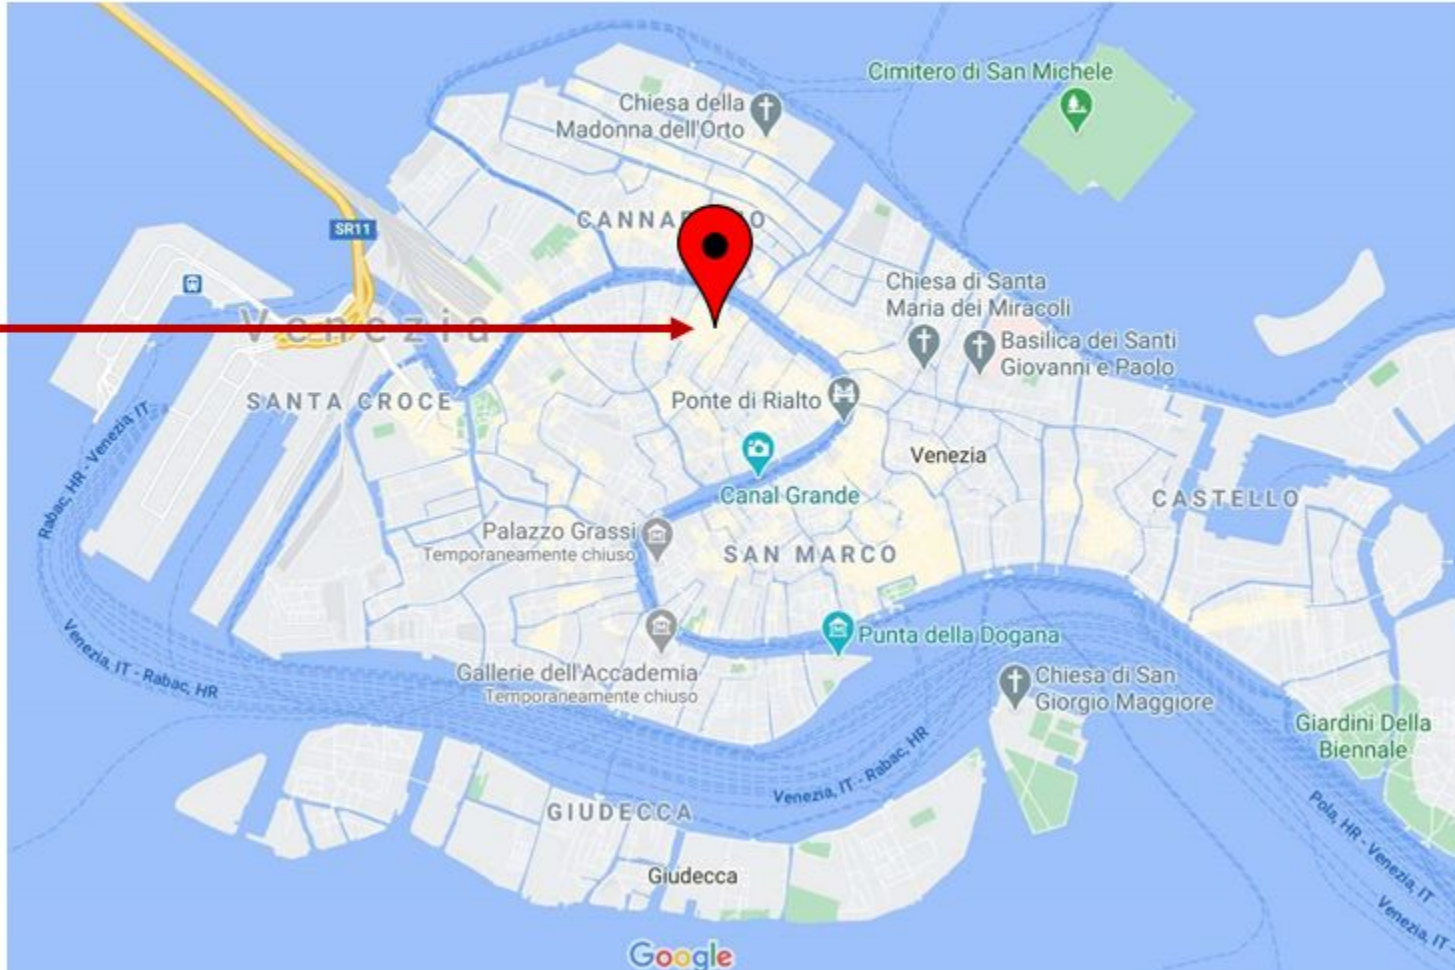 Cimitero di San Michele
Chiesa della
Madonna dell'Orto
CANNA
O
SR11
Chiesa di Santa
Maria dei Miracoli
Venezia
Basilica dei Santi
Giovanni e Paolo
SANTA CROCE
Ponte di Rialto
Rabac, HR - Venezia, IT
Venezia
Canal Grande
CASTELLO
Palazzo Grassi
Temporaneamente chiuso
SAN MARCO
Punta della Dogana
Venezia, IT - Rabac, HR
Gallerie dell'Accademia
Temporaneamente chiuso
Chiesa di San
Giorgio Maggiore
Giardini Della
Biennale
Venezia, IT - Rabac, HR
GIUDECCA
Pola, HR - Venezia, IT
Giudecca
Venezia, IT -
Google